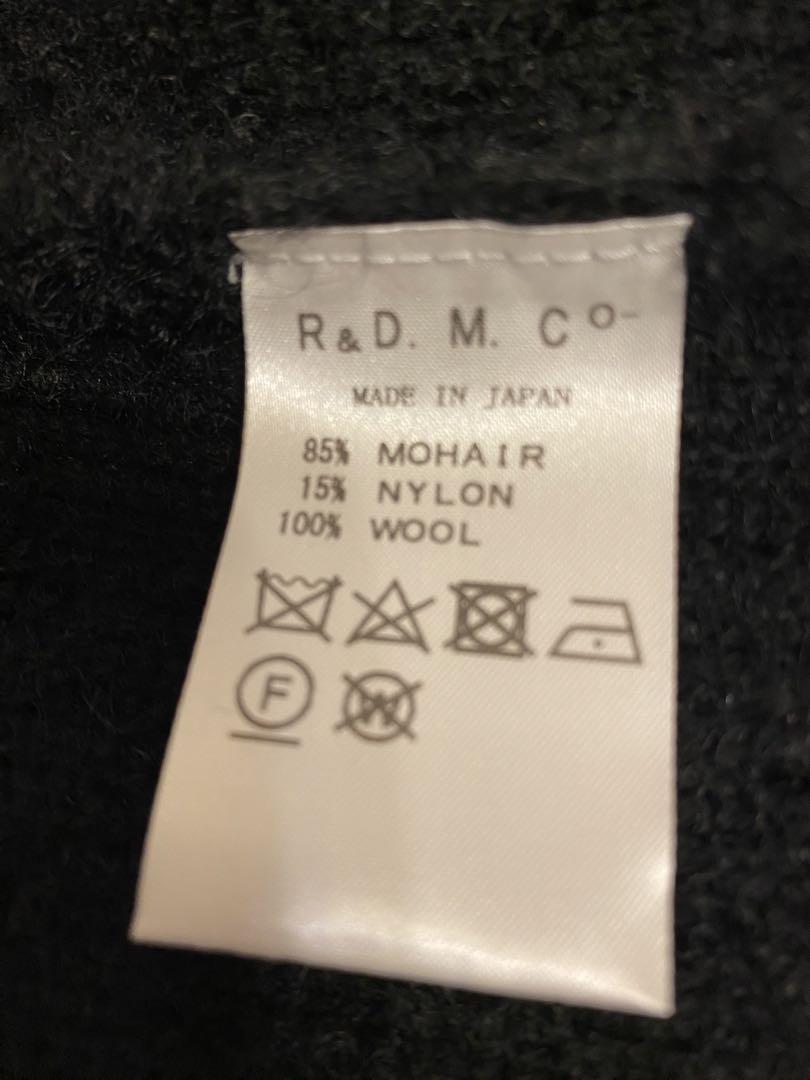 R&D. M. Co-
MADE IN JAPAN
85% MOHAIR
15% NYLON
100% WOOL
F W